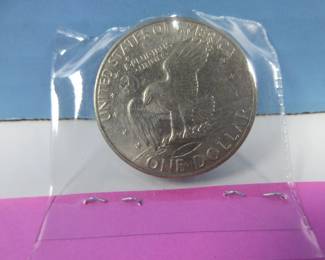 UNITED STATES OF AMERICA
E PLURIBUS
UNUM
ONE DOLLAR